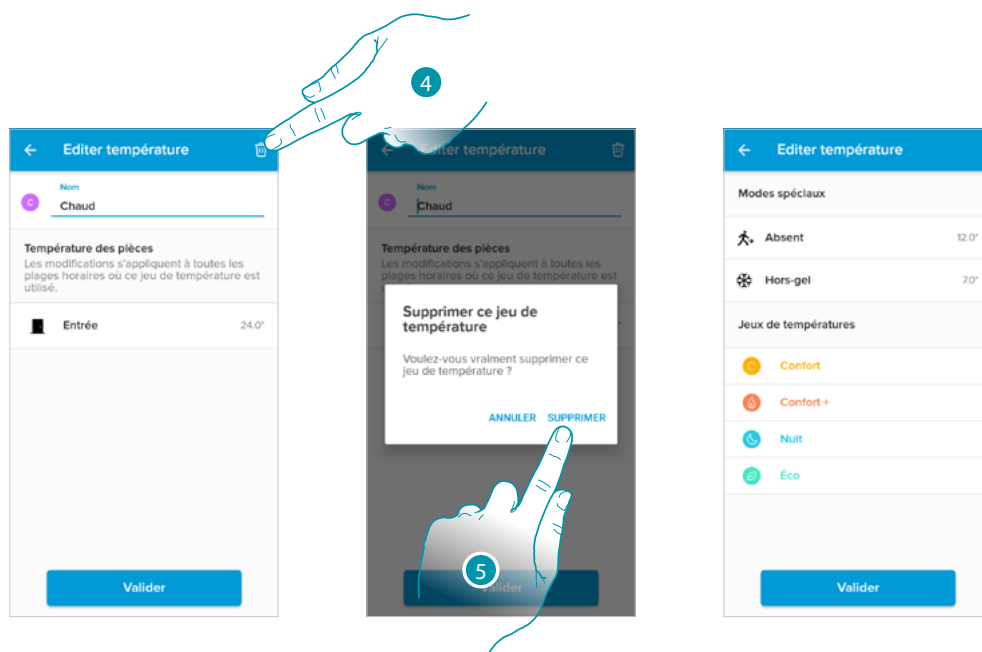 4
Editer température
Nom
C
Chaud
Température des pièces
Les modifications s'appliquent à toutes les
plages horaires où ce jeu de température est
utilisé.
Entrée 24.0°
Valider
Editer température
Nom
C
Chaud
Température des pièces
Les modifications s'appliquent à toutes les
plages horaires où ce jeu de température est
Supprimer ce jeu de
température
Voulez-vous vraiment supprimer ce
jeu de température ?
ANNULER SUPPRIMER
5
Valider
Editer température
Modes spéciaux
Absent 12.0°
Hors-gel 7.0°
Jeux de températures
Confort
Confort +
Nuit
Éco
Valider